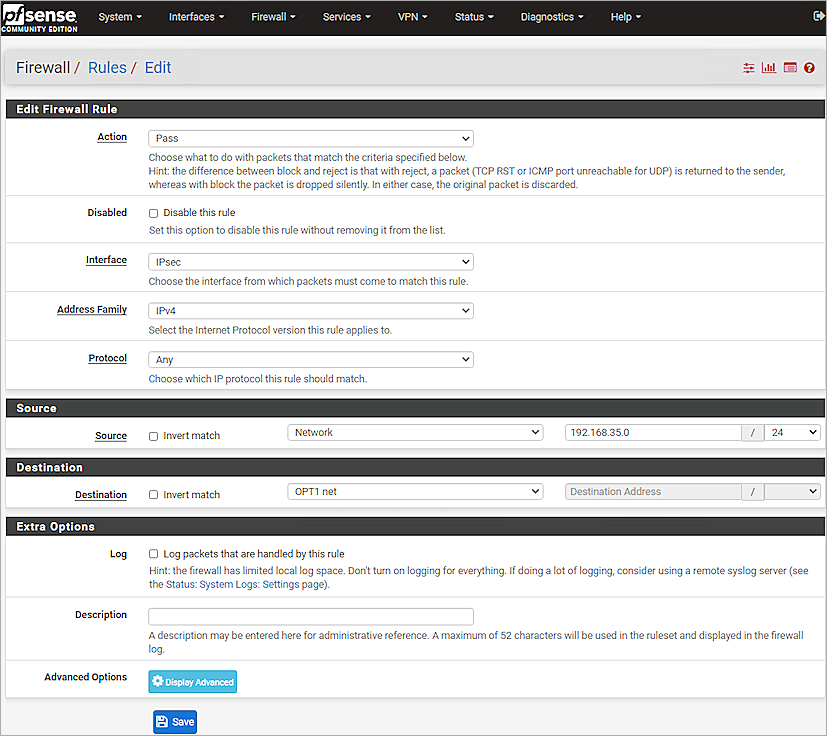 pfsense
COMMUNITY EDITION
System Interfaces Firewall Services VPN Status Diagnostics Help
Firewall / Rules / Edit
Edit Firewall Rule
Action Pass
Choose what to do with packets that match the criteria specified below.
Hint: the difference between block and reject is that with reject, a packet (TCP RST or ICMP port unreachable for UDP) is returned to the sender,
whereas with block the packet is dropped silently. In either case, the original packet is discarded.
Disabled Disable this rule
Set this option to disable this rule without removing it from the list.
Interface IPsec
Choose the interface from which packets must come to match this rule.
Address Family IPv4
Select the Internet Protocol version this rule applies to.
Protocol Any
Choose which IP protocol this rule should match.
Source
Source Invert match Network 192.168.35.0 / 24
Destination
Destination Invert match OPT1 net Destination Address /
Extra Options
Log Log packets that are handled by this rule
Hint: the firewall has limited local log space. Don't turn on logging for everything. If doing a lot of logging, consider using a remote syslog server (see
the Status: System Logs: Settings page).
Description
A description may be entered here for administrative reference. A maximum of 52 characters will be used in the ruleset and displayed in the firewall
log.
Advanced Options Display Advanced
Save